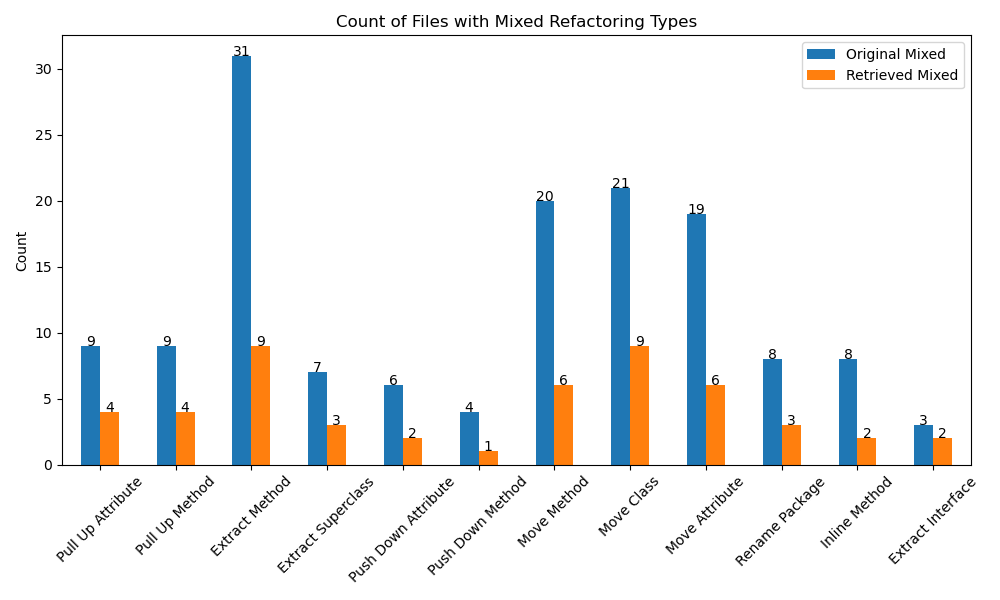 Count of Files with Mixed Refactoring Types
Original Mixed
Retrieved Mixed
Count
30
25
20
15
10
5
0
9
4
9
4
31
9
7
3
6
2
4
1
20
6
21
9
19
6
8
3
8
2
3
2
Pull Up Attribute
Pull Up Method
Extract Method
Extract Superclass
Push Down Attribute
Push Down Method
Move Method
Move Class
Move Attribute
Rename Package
Inline Method
Extract Interface